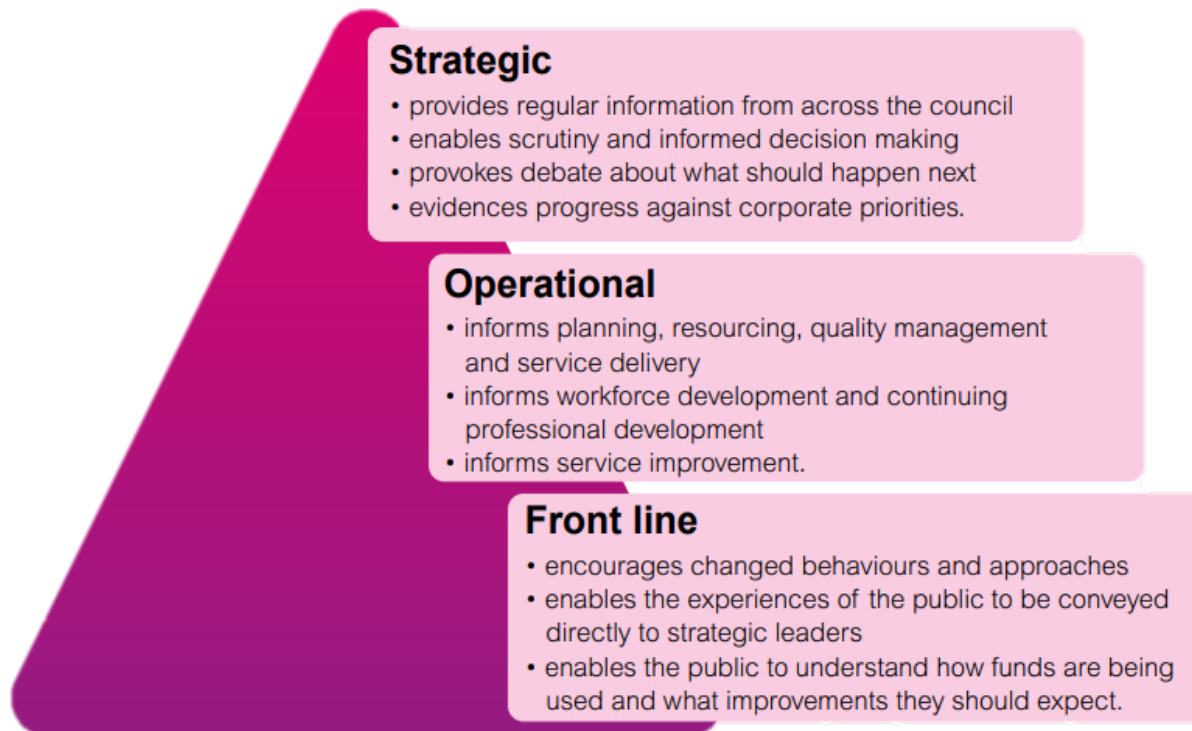 Strategic
• provides regular information from across the council
• enables scrutiny and informed decision making
• provokes debate about what should happen next
• evidences progress against corporate priorities.
Operational
• informs planning, resourcing, quality management
and service delivery
• informs workforce development and continuing
professional development
• informs service improvement.
Front line
• encourages changed behaviours and approaches
• enables the experiences of the public to be conveyed
directly to strategic leaders
• enables the public to understand how funds are being
used and what improvements they should expect.